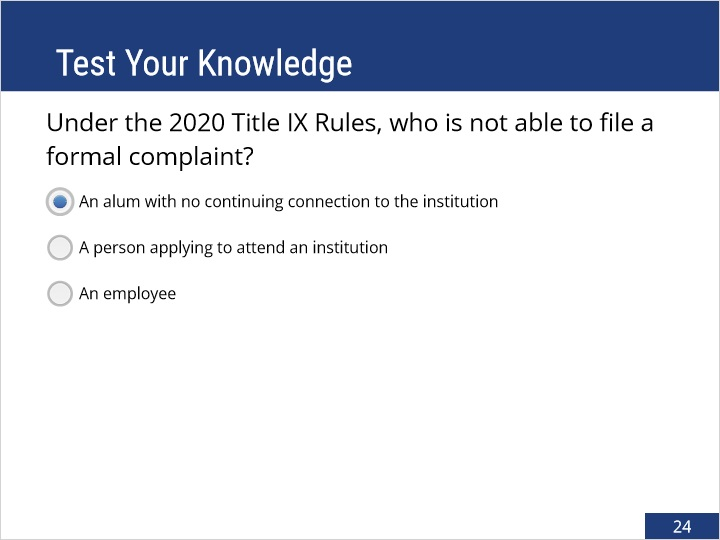 Test Your Knowledge
Under the 2020 Title IX Rules, who is not able to file a
formal complaint?
An alum with no continuing connection to the institution
A person applying to attend an institution
An employee
24